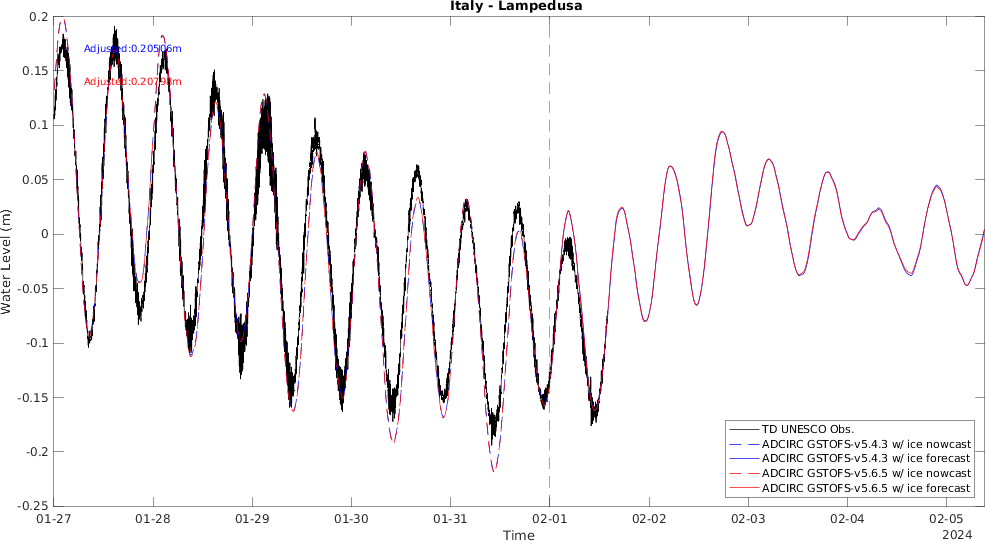 Italy - Lampedusa
0.2
0.15
0.1
0.05
0
-0.05
-0.1
-0.15
-0.2
-0.25
Water Level (m)
Adjusted:0.20506m
Adjusted:0.20798m
TD UNESCO Obs.
ADCIRC GSTOFS-v5.4.3 w/ ice nowcast
ADCIRC GSTOFS-v5.4.3 w/ ice forecast
ADCIRC GSTOFS-v5.6.5 w/ ice nowcast
ADCIRC GSTOFS-v5.6.5 w/ ice forecast
01-27 01-28 01-29 01-30 01-31 02-01 02-02 02-03 02-04 02-05
Time
2024